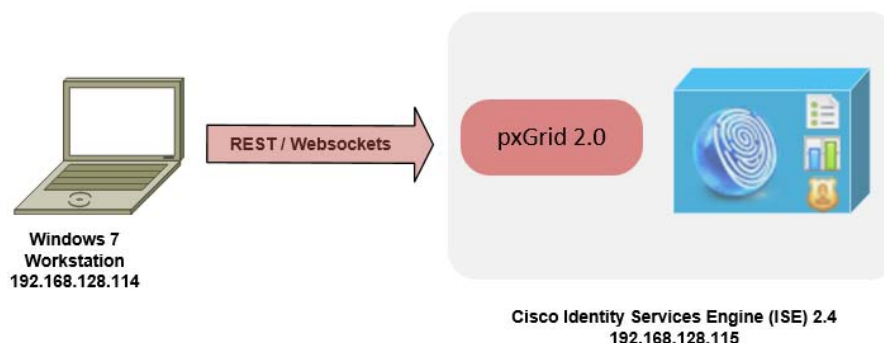 REST / Websockets
pxGrid 2.0
Windows 7
Workstation
192.168.128.114
Cisco Identity Services Engine (ISE) 2.4
192.168.128.115